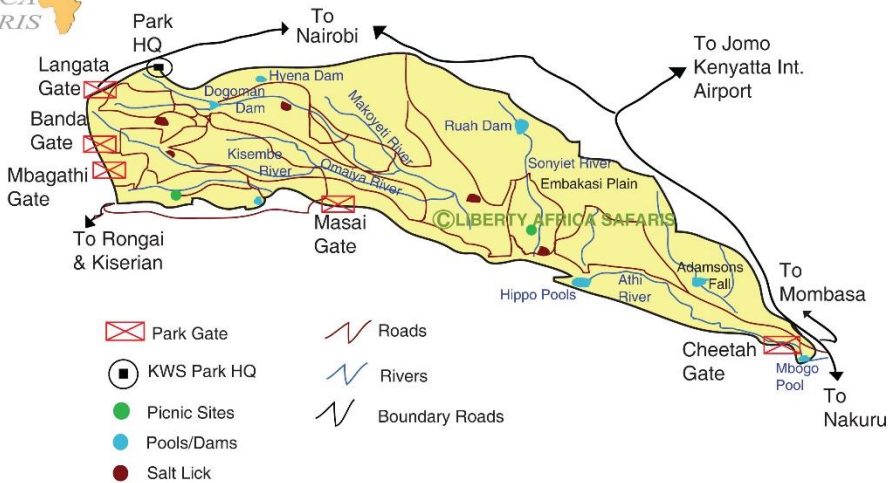 RIS
Park
HQ
To
Nairobi
To Jomo
Kenyatta Int.
Airport
Langata
Gate
Hyena Dam
Dogoman
Dam
Banda
Gate
Makoyeti River
Ruah Dam
Kisembe
River
Omaiya River
Sonyiet River
Mbagathi
Gate
Embakasi Plain
©LIBERTY AFRICA SAFARIS
Masai
Gate
To Rongai
& Kiserian
Adamsons
Fall
Athi
River
Hippo Pools
To
Mombasa
Cheetah
Gate
Mbogo
Pool
To
Nakuru
Park Gate
Roads
KWS Park HQ
Rivers
Picnic Sites
Boundary Roads
Pools/Dams
Salt Lick